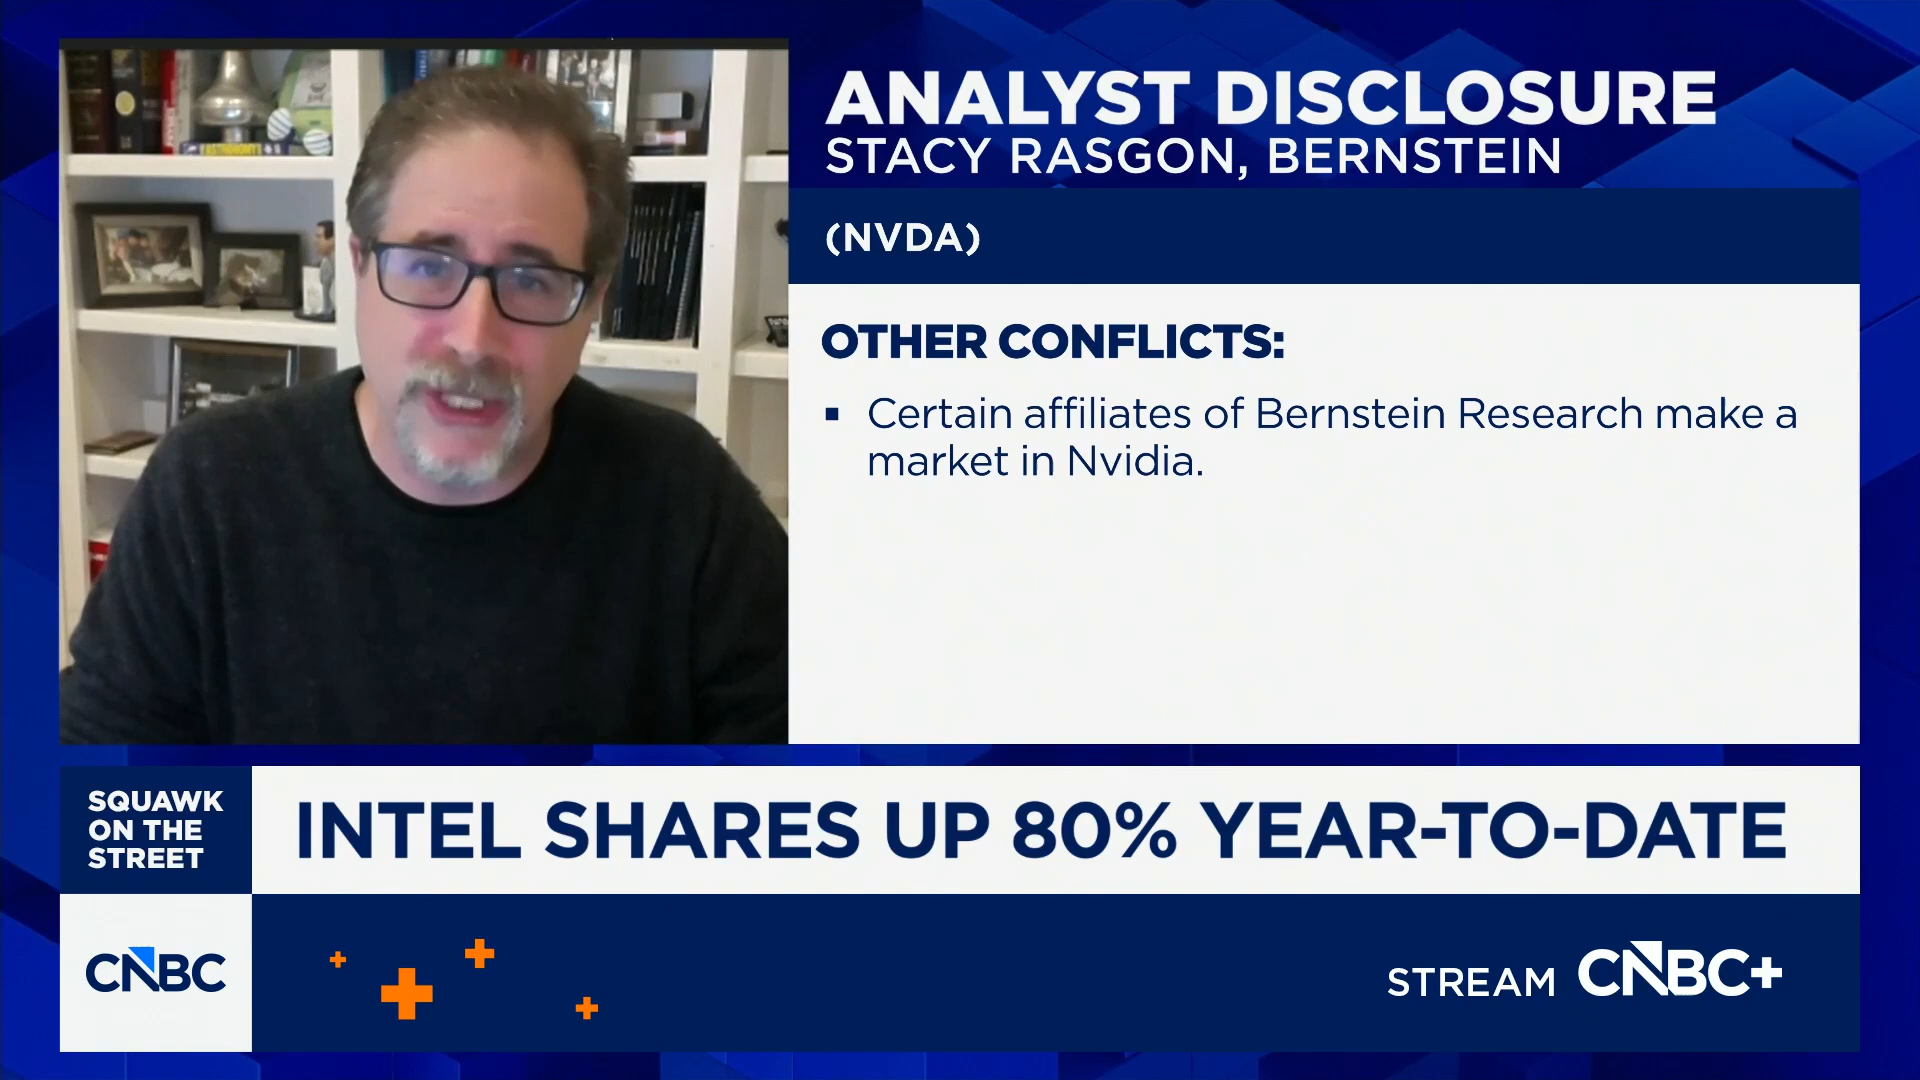 ANALYST DISCLOSURE
STACY RASGON, BERNSTEIN
(NVDA)
OTHER CONFLICTS:
▪ Certain affiliates of Bernstein Research make a
market in Nvidia.
ASTRONOMY
SQUAWK
ON THE
STREET
INTEL SHARES UP 80% YEAR-TO-DATE
CNBC
STREAM CNBC+